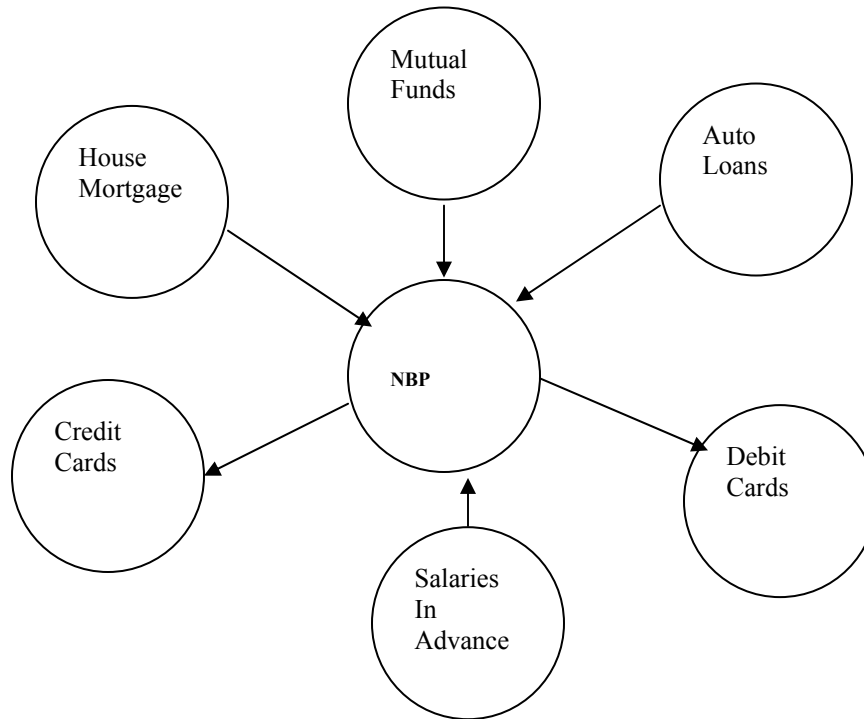 Mutual
Funds
Auto
Loans
House
Mortgage
NBP
Credit
Cards
Debit
Cards
Salaries
In
Advance